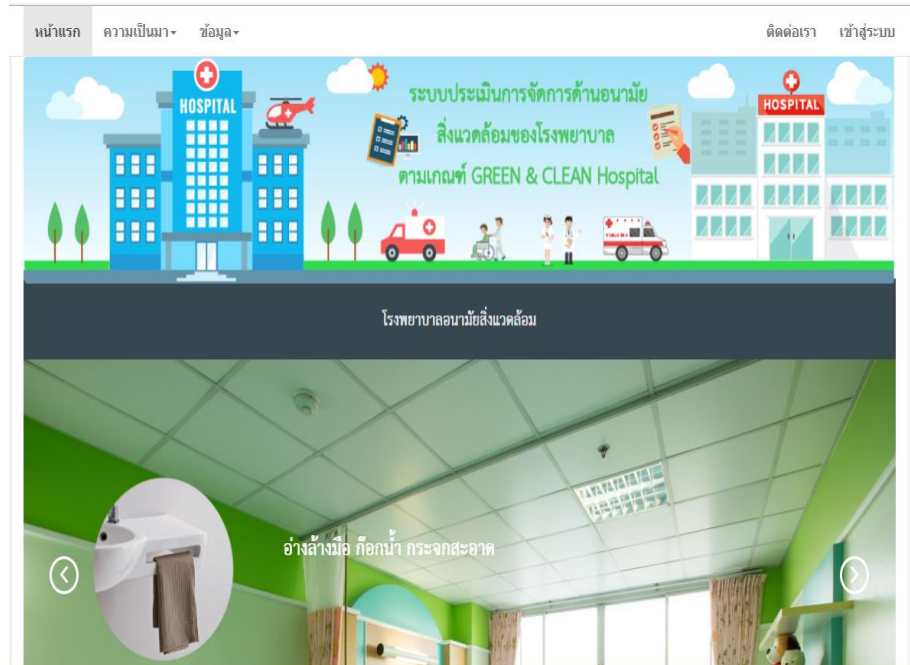 หน้าแรก ความเป็นมา ข้อมูล ติดต่อเรา เข้าสู่ระบบ
HOSPITAL
ระบบประเมินการจัดการด้านอนามัย
สิ่งแวดล้อมของโรงพยาบาล
ตามเกณฑ์ GREEN & CLEAN Hospital
HOSPITAL
โรงพยาบาลอนามัยสิ่งแวดล้อม
อ่างล้างมือ ก๊อกน้ำ กระจกสะอาด